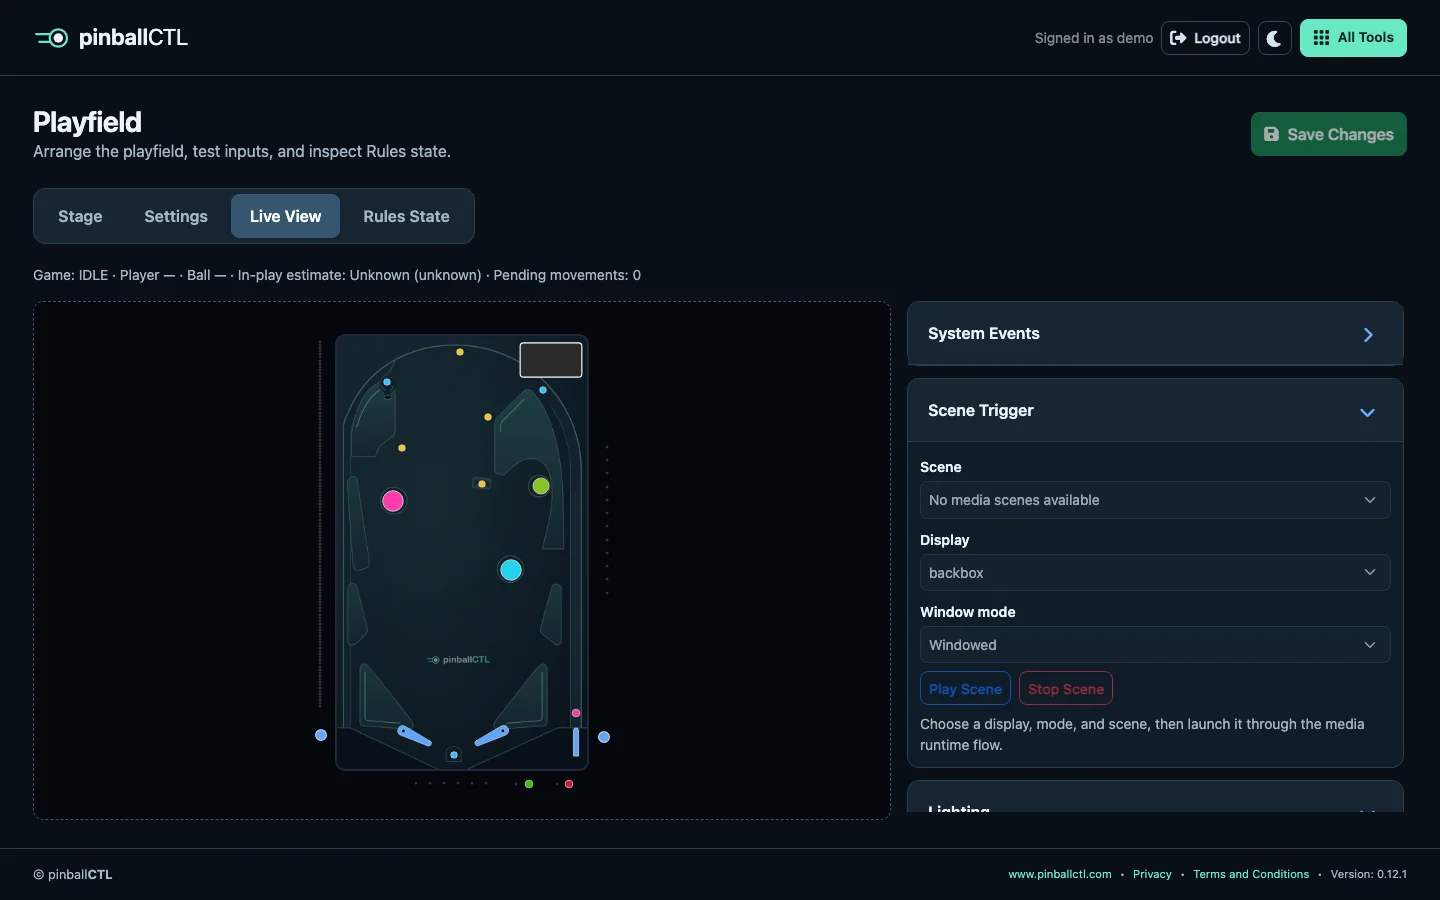 pinballCTL
Signed in as demo
Logout
All Tools
Playfield
Arrange the playfield, test inputs, and inspect Rules state.
Save Changes
Stage
Settings
Live View
Rules State
Game: IDLE · Player — · Ball — · In-play estimate: Unknown (unknown) · Pending movements: 0
pinballCTL
System Events
Scene Trigger
Scene
No media scenes available
Display
backbox
Window mode
Windowed
Play Scene
Stop Scene
Choose a display, mode, and scene, then launch it through the media
runtime flow.
Lighting
© pinballCTL
www.pinballctl.com • Privacy • Terms and Conditions • Version: 0.12.1